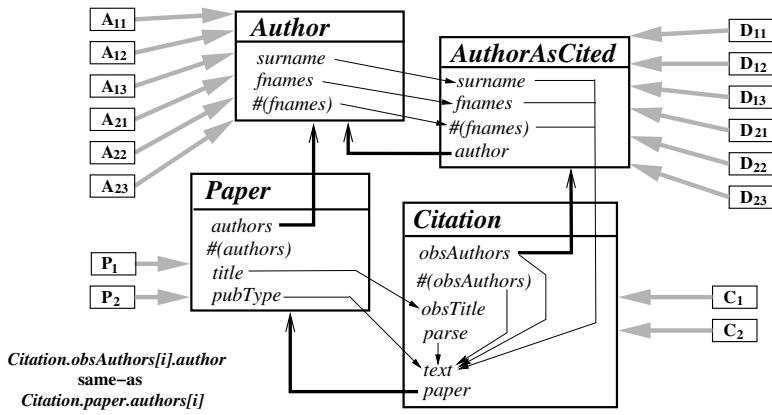 A11
A12
A13
A21
A22
A23
Author
surname
fnames
#(fnames)
AuthorAsCited
surname
fnames
#(fnames)
author
D11
D12
D13
D21
D22
D23
Paper
authors
#(authors)
title
pubType
P1
P2
Citation
obsAuthors
#(obsAuthors)
obsTitle
parse
text
paper
C1
C2
Citation.obsAuthors[i].author
same−as
Citation.paper.authors[i]